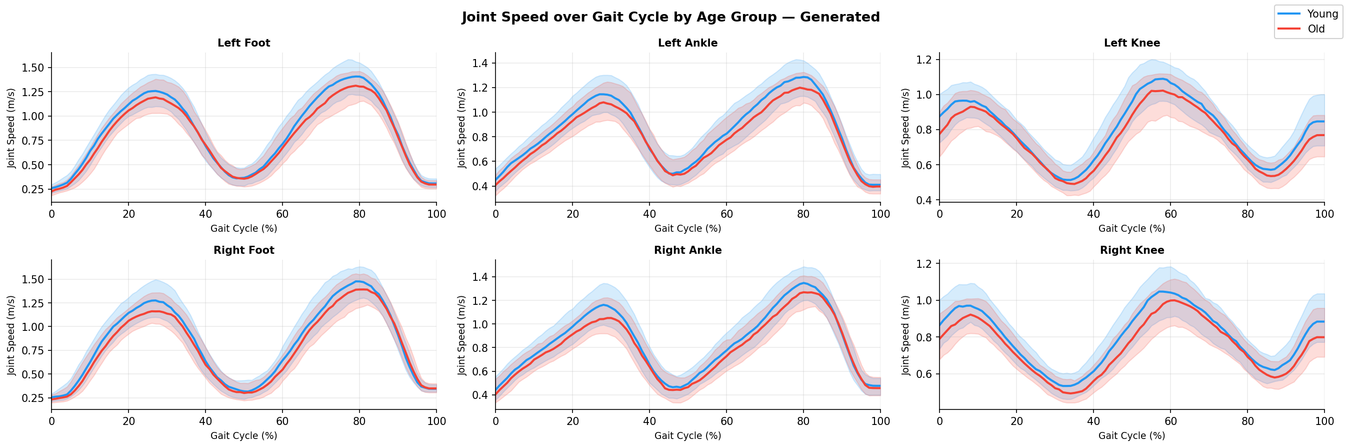 Joint Speed over Gait Cycle by Age Group — Generated
Young
Old
Left Foot
Joint Speed (m/s)
1.50
1.25
1.00
0.75
0.50
0.25
0 20 40 60 80 100
Gait Cycle (%)
Left Ankle
Joint Speed (m/s)
1.4
1.2
1.0
0.8
0.6
0.4
0 20 40 60 80 100
Gait Cycle (%)
Left Knee
Joint Speed (m/s)
1.2
1.0
0.8
0.6
0.4
0 20 40 60 80 100
Gait Cycle (%)
Right Foot
Joint Speed (m/s)
1.50
1.25
1.00
0.75
0.50
0.25
0 20 40 60 80 100
Gait Cycle (%)
Right Ankle
Joint Speed (m/s)
1.4
1.2
1.0
0.8
0.6
0.4
0 20 40 60 80 100
Gait Cycle (%)
Right Knee
Joint Speed (m/s)
1.2
1.0
0.8
0.6
0 20 40 60 80 100
Gait Cycle (%)